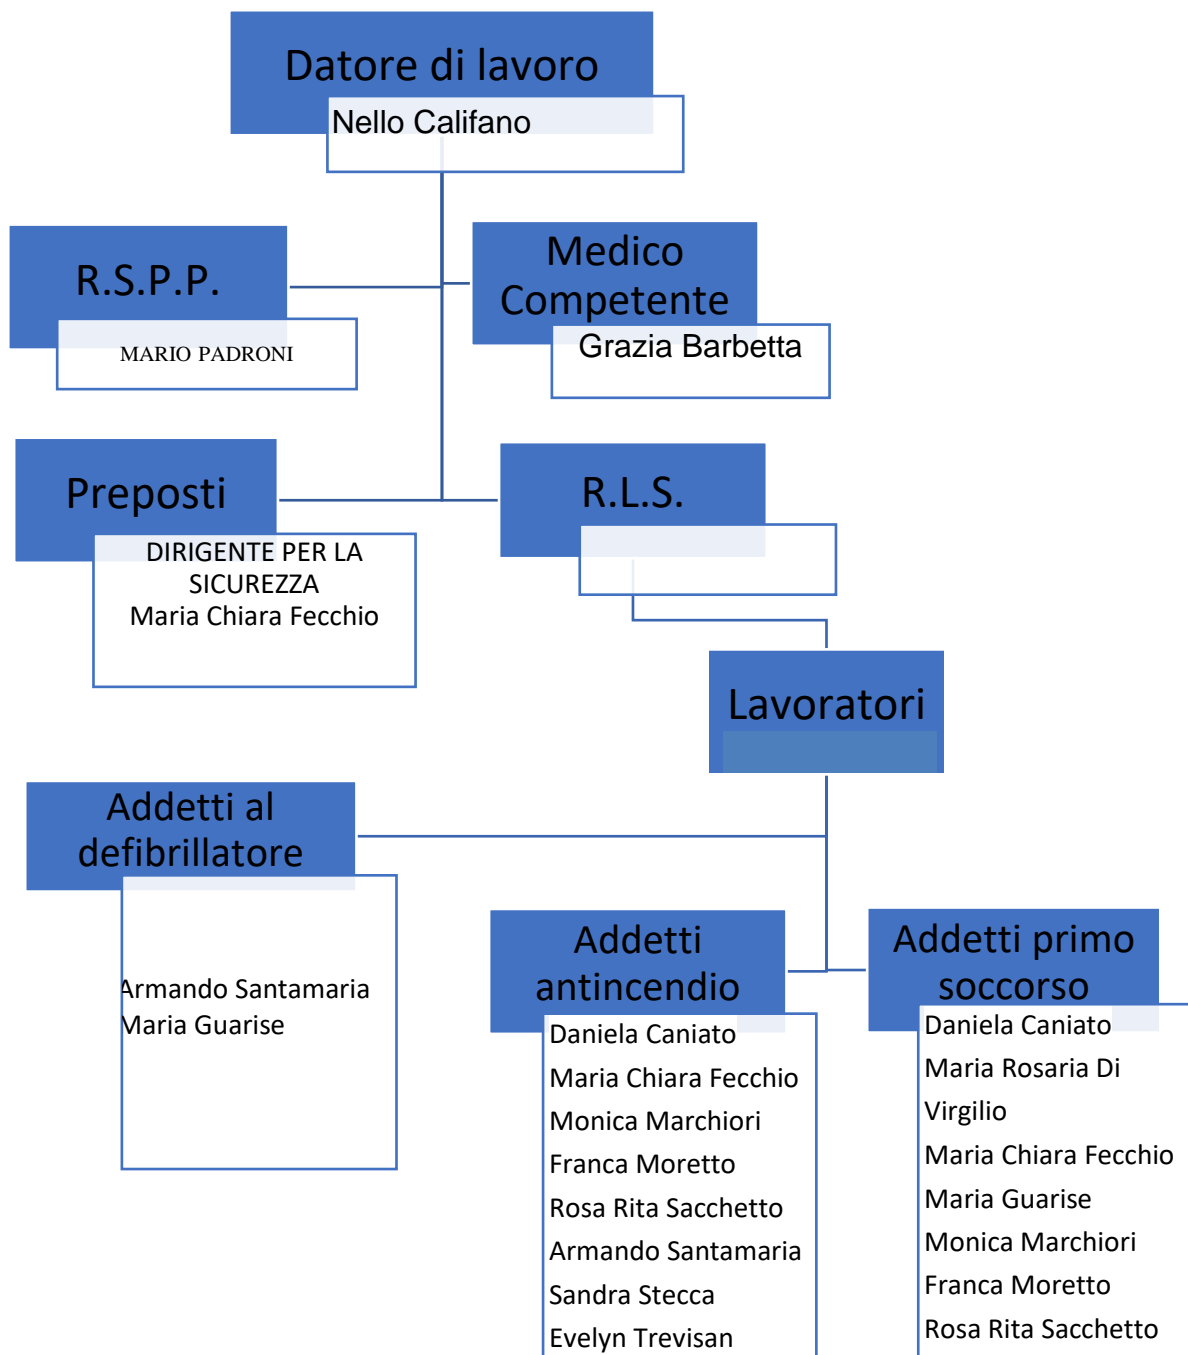 Datore di lavoro
Nello Califano
R.S.P.P.
MARIO PADRONI
Medico
Competente
Grazia Barbetta
Preposti
DIRIGENTE PER LA
SICUREZZA
Maria Chiara Fecchio
R.L.S.
Lavoratori
Addetti al
defibrillatore
Armando Santamaria
Maria Guarise
Addetti
antincendio
Daniela Caniato
Maria Chiara Fecchio
Monica Marchiori
Franca Moretto
Rosa Rita Sacchetto
Armando Santamaria
Sandra Stecca
Evelyn Trevisan
Addetti primo
soccorso
Daniela Caniato
Maria Rosaria Di
Virgilio
Maria Chiara Fecchio
Maria Guarise
Monica Marchiori
Franca Moretto
Rosa Rita Sacchetto